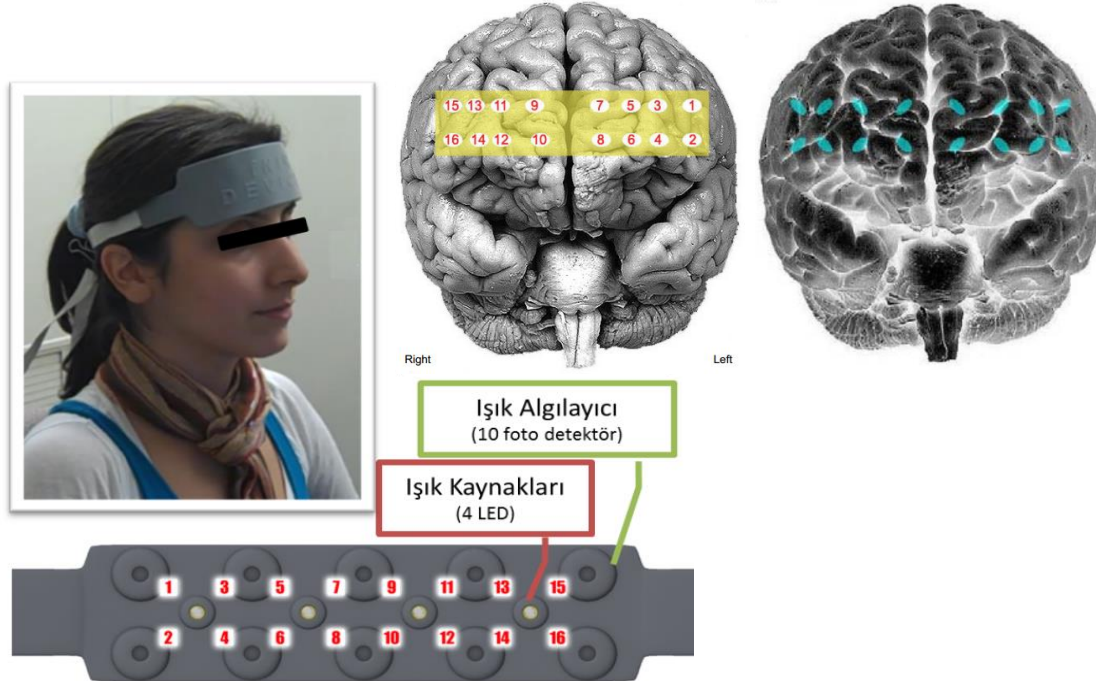 15 13 11 9 7 5 3 1
16 14 12 10 8 6 4 2
Right
Left
Işık Algılayıcı
(10 foto detektör)
Işık Kaynakları
(4 LED)
1 3 5 7 9 11 13 15
2 4 6 8 10 12 14 16